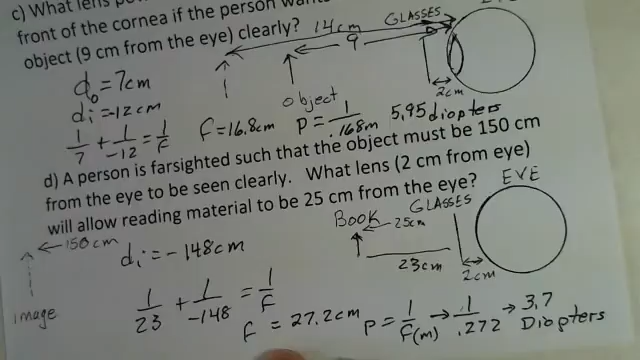 c) What lens pow
front of the cornea if the person want
object (9 cm from the eye) clearly?
14cm
GLASSES
9
2cm
object
do = 7cm
di = -12cm
1/7 + 1/-12 = 1/f
f = 16.8cm
P = 1/.168m
5.95 diopters
d) A person is farsighted such that the object must be 150 cm
from the eye to be seen clearly. What lens (2 cm from eye)
will allow reading material to be 25 cm from the eye?
EYE
GLASSES
BOOK
25cm
23cm
2cm
150 cm
image
di = -148cm
1/23 + 1/-148 = 1/f
f = 27.2cm
P = 1/f(m) → 1/.272 → 3.7
Diopters